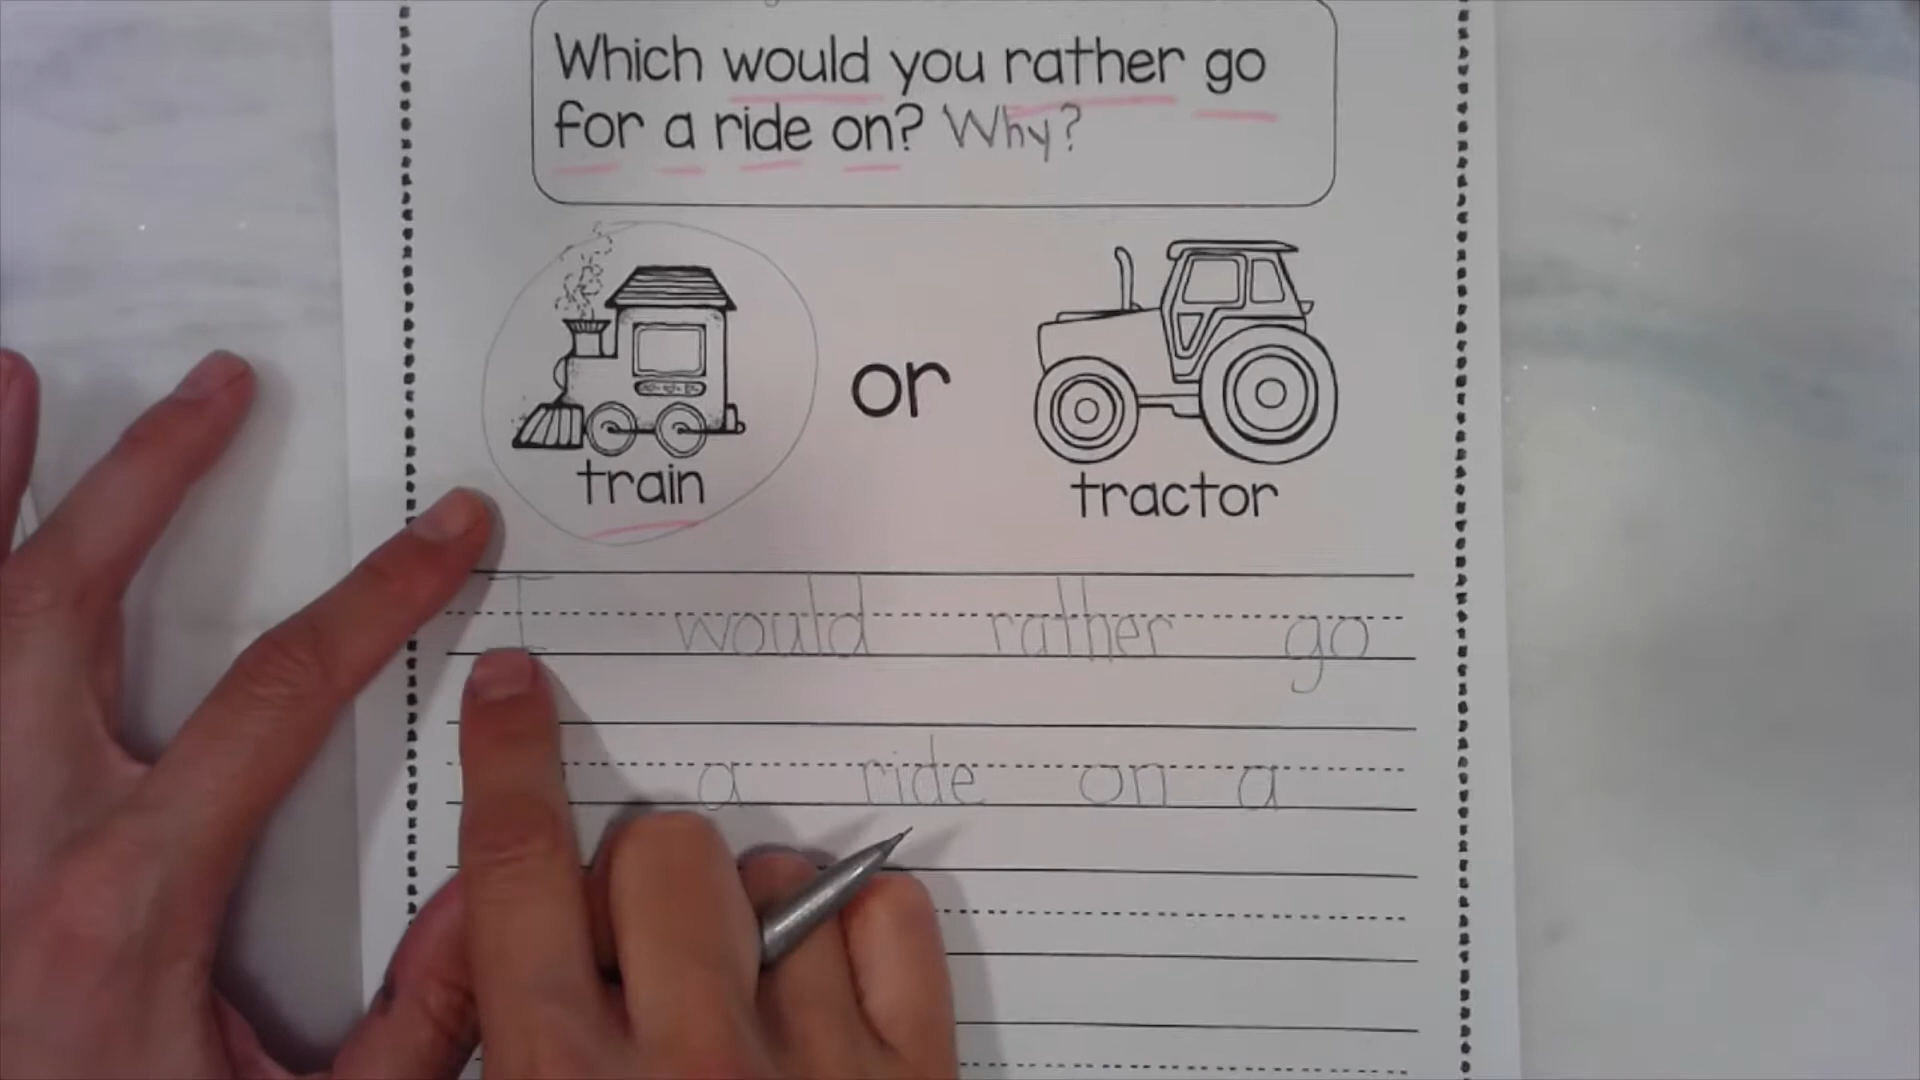 Which would you rather go
for a ride on? Why?
train
or
tractor
I would rather go
a ride on a